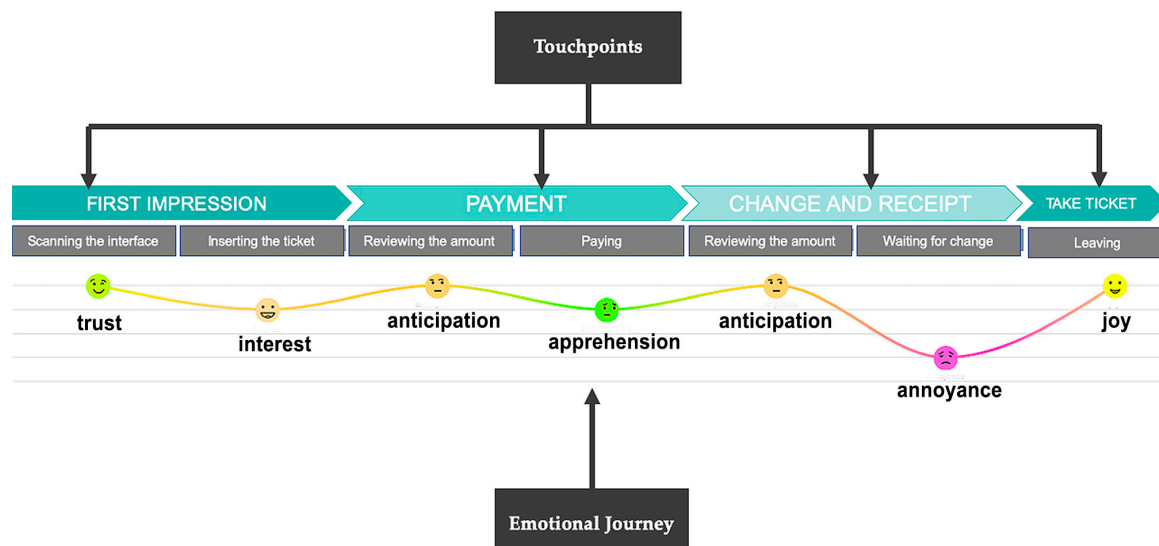 Touchpoints
FIRST IMPRESSION
PAYMENT
CHANGE AND RECEIPT
TAKE TICKET
Scanning the interface
Inserting the ticket
Reviewing the amount
Paying
Reviewing the amount
Waiting for change
Leaving
trust
interest
anticipation
apprehension
anticipation
annoyance
joy
Emotional Journey